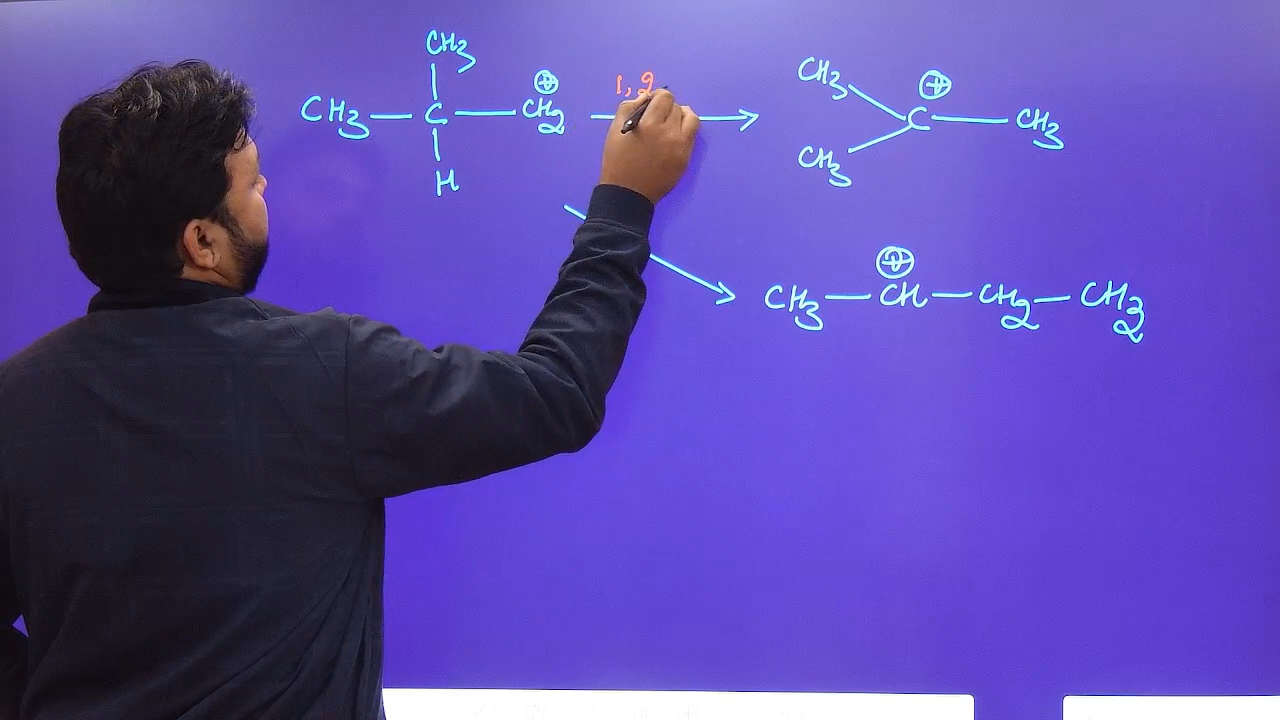 CH3
CH3 — C — CH2 ⊕
H
1,2
CH3
CH3
C ⊕ — CH3
CH3 — CH ⊕ — CH2 — CH2